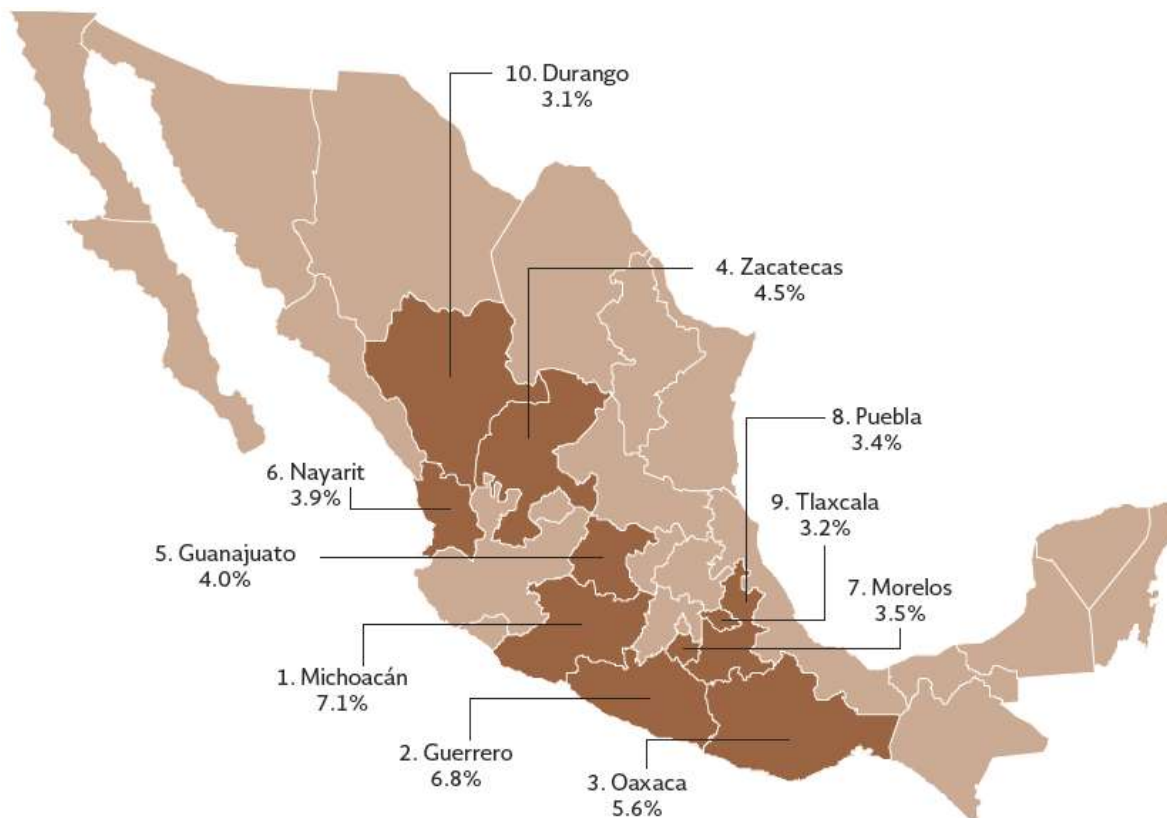 10. Durango
3.1%
4. Zacatecas
4.5%
8. Puebla
3.4%
6. Nayarit
3.9%
9. Tlaxcala
3.2%
5. Guanajuato
4.0%
7. Morelos
3.5%
1. Michoacán
7.1%
2. Guerrero
6.8%
3. Oaxaca
5.6%